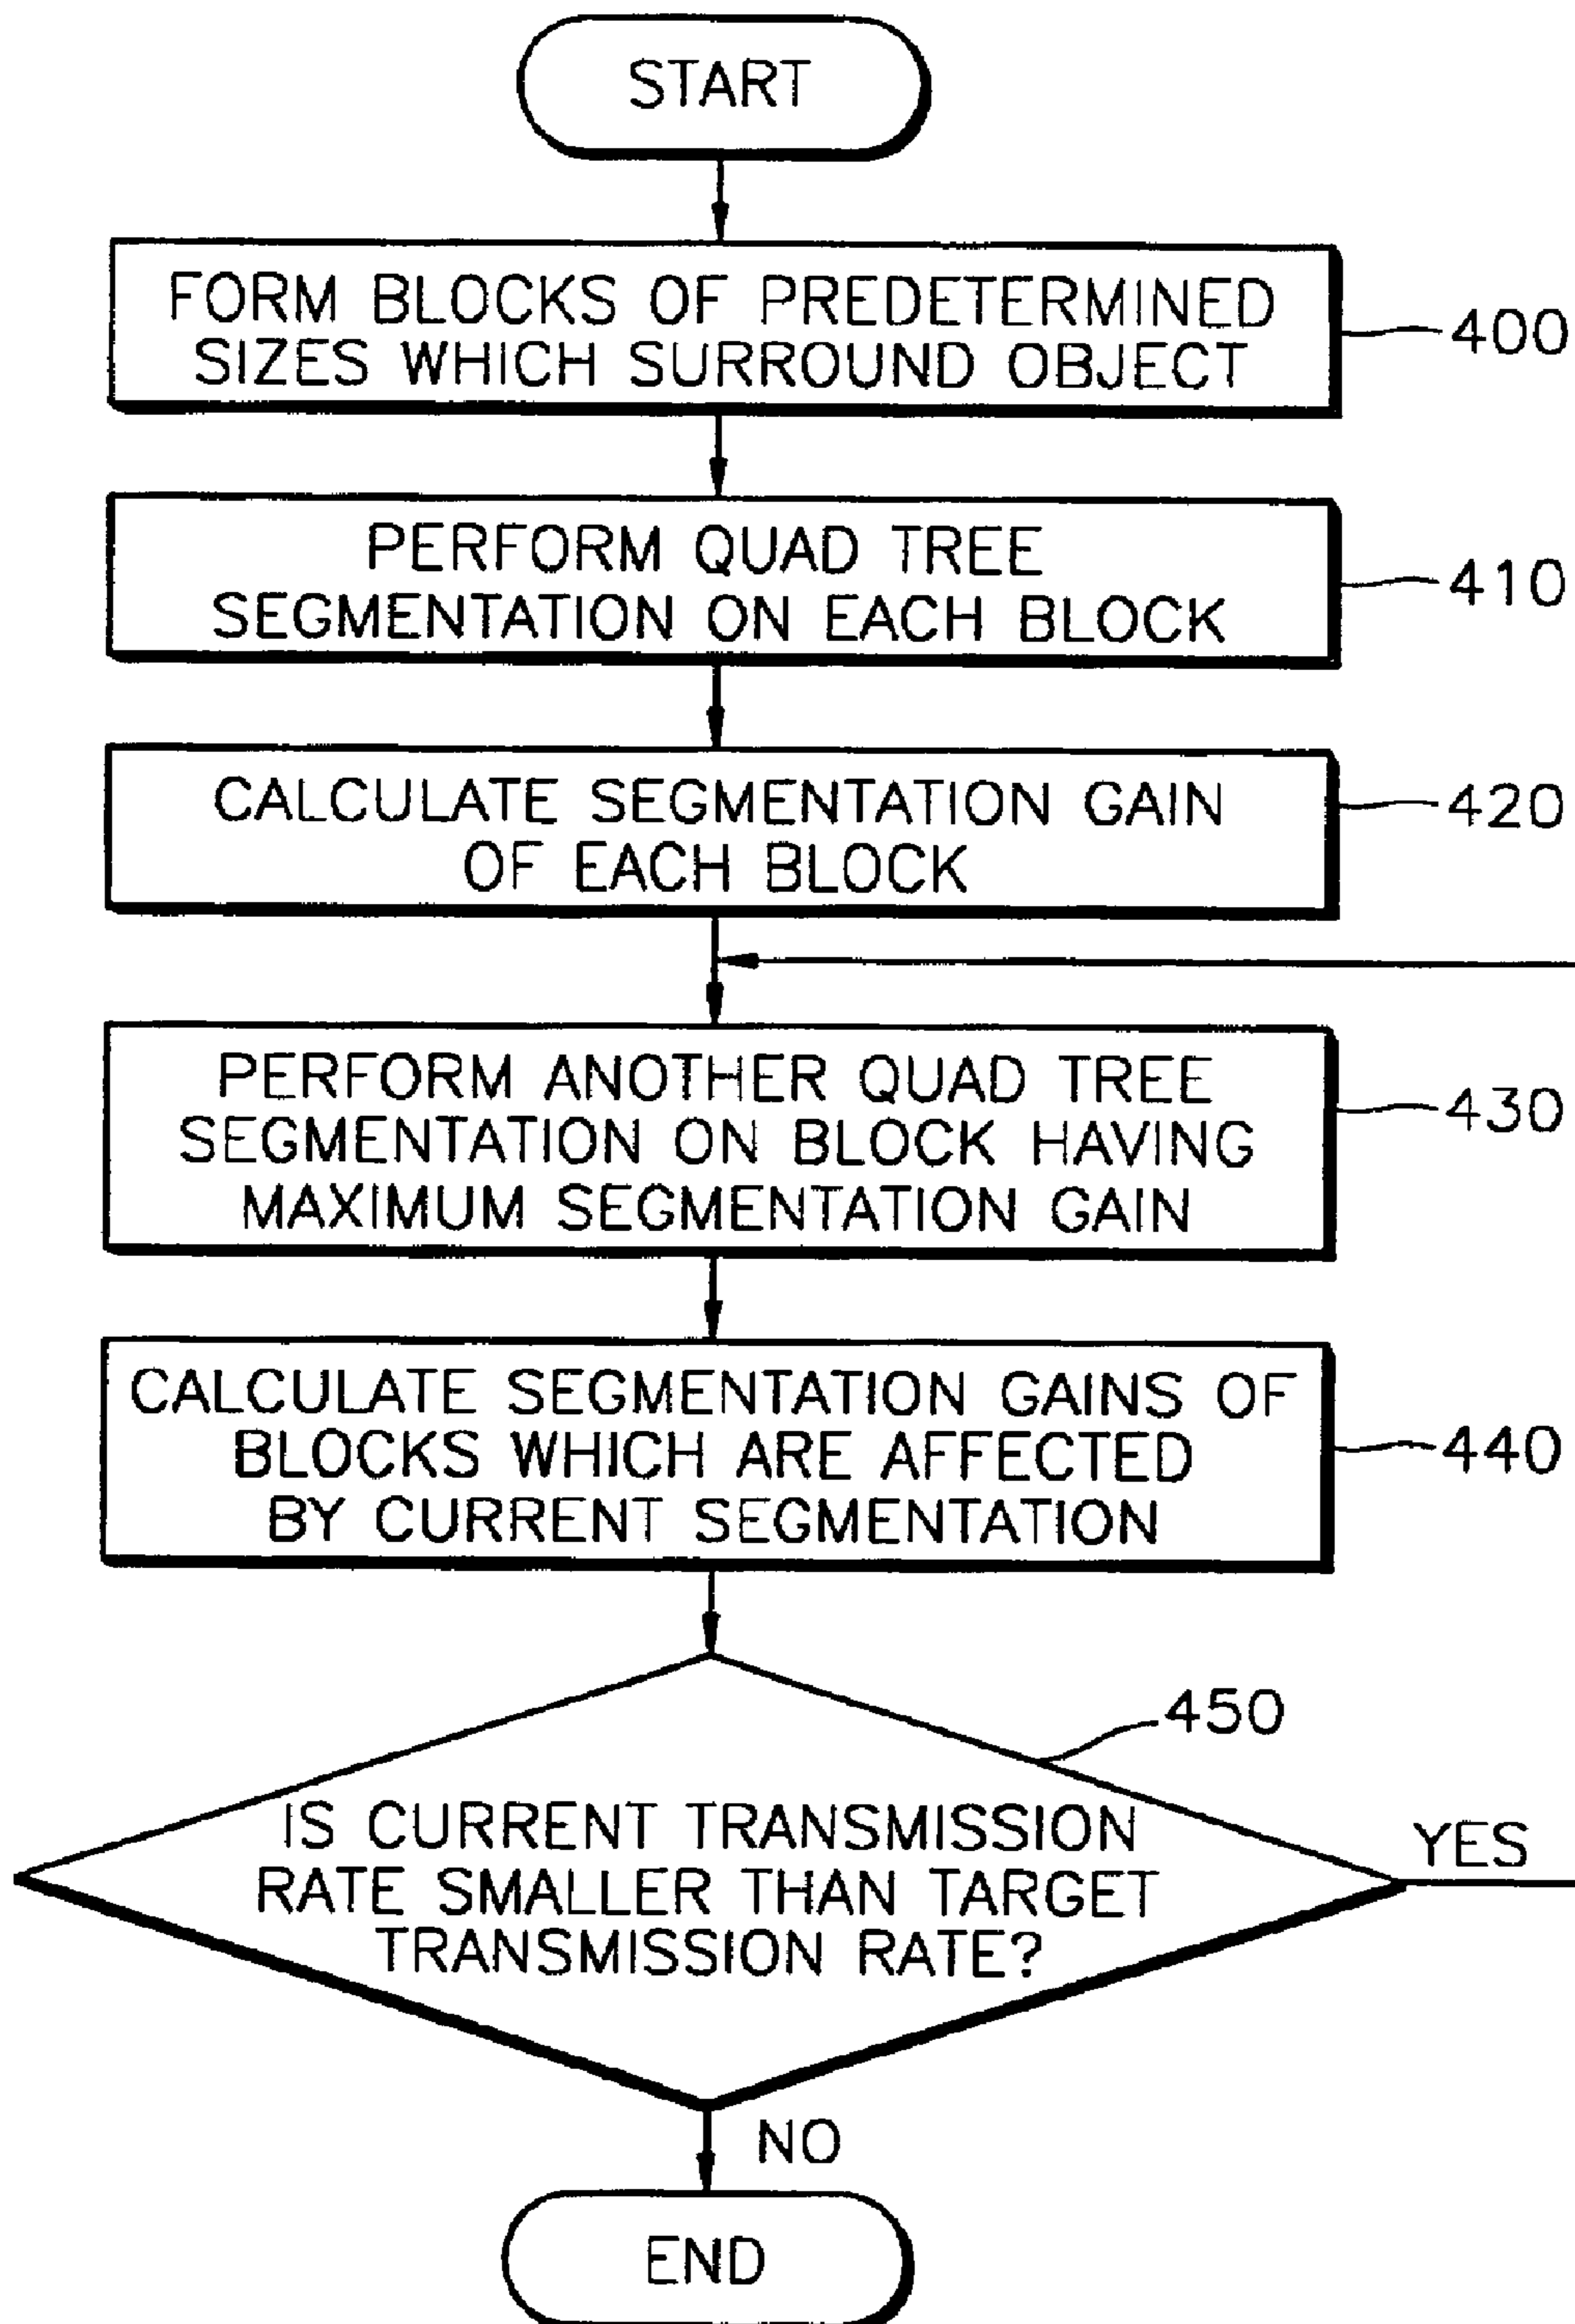 START
FORM BLOCKS OF PREDETERMINED
SIZES WHICH SURROUND OBJECT
400
PERFORM QUAD TREE
SEGMENTATION ON EACH BLOCK
410
CALCULATE SEGMENTATION GAIN
OF EACH BLOCK
420
PERFORM ANOTHER QUAD TREE
SEGMENTATION ON BLOCK HAVING
MAXIMUM SEGMENTATION GAIN
430
CALCULATE SEGMENTATION GAINS OF
BLOCKS WHICH ARE AFFECTED
BY CURRENT SEGMENTATION
440
450
IS CURRENT TRANSMISSION
RATE SMALLER THAN TARGET
TRANSMISSION RATE?
YES
NO
END